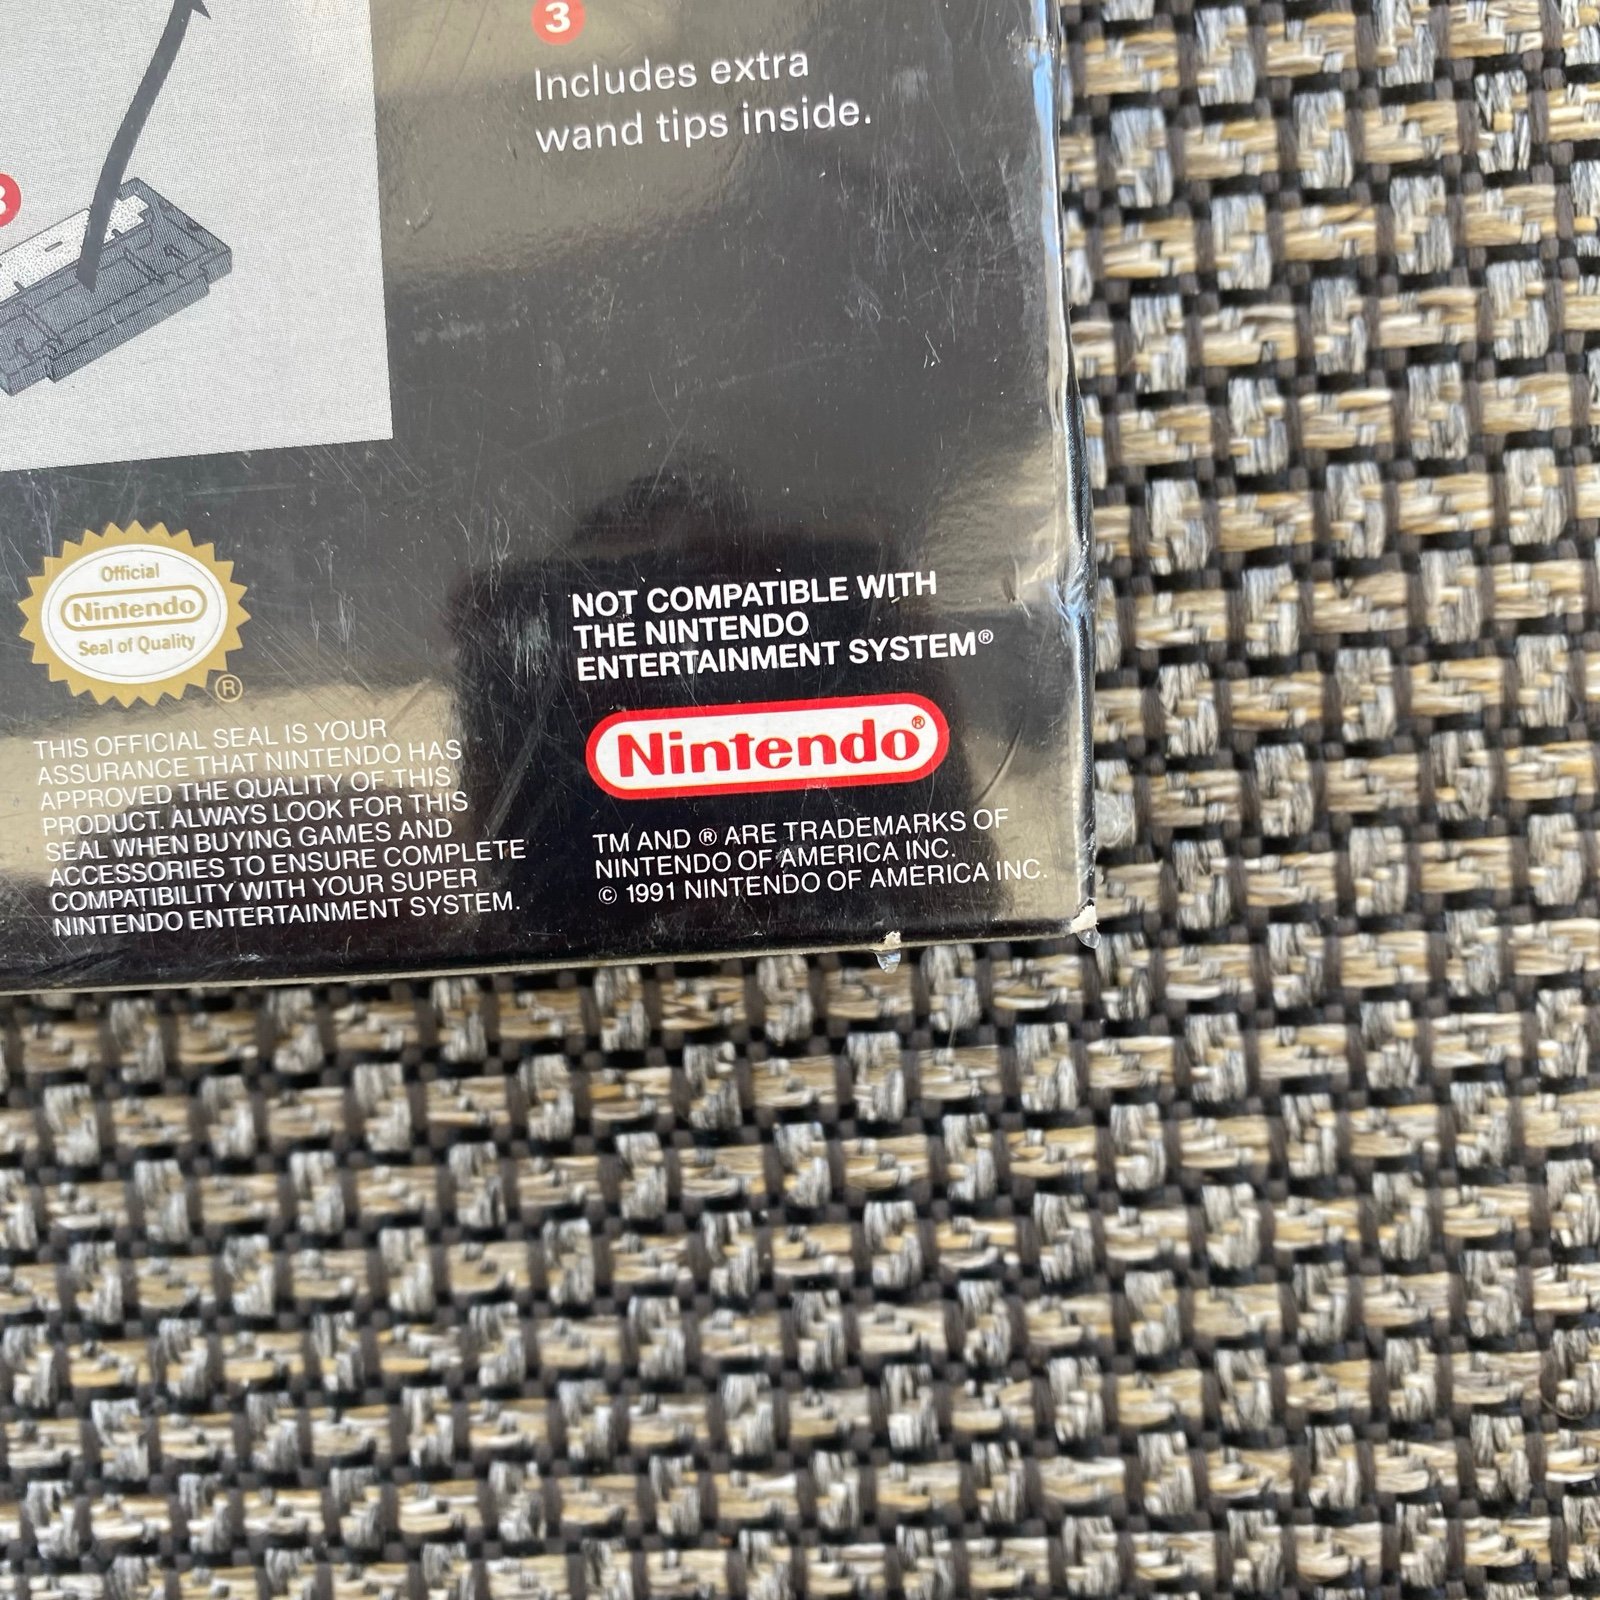 3
Includes extra
wand tips inside.
3
Official
Nintendo
Seal of Quality
®
THIS OFFICIAL SEAL IS YOUR
ASSURANCE THAT NINTENDO HAS
APPROVED THE QUALITY OF THIS
PRODUCT. ALWAYS LOOK FOR THIS
SEAL WHEN BUYING GAMES AND
ACCESSORIES TO ENSURE COMPLETE
COMPATIBILITY WITH YOUR SUPER
NINTENDO ENTERTAINMENT SYSTEM.
NOT COMPATIBLE WITH
THE NINTENDO
ENTERTAINMENT SYSTEM®
Nintendo®
TM AND ® ARE TRADEMARKS OF
NINTENDO OF AMERICA INC.
© 1991 NINTENDO OF AMERICA INC.